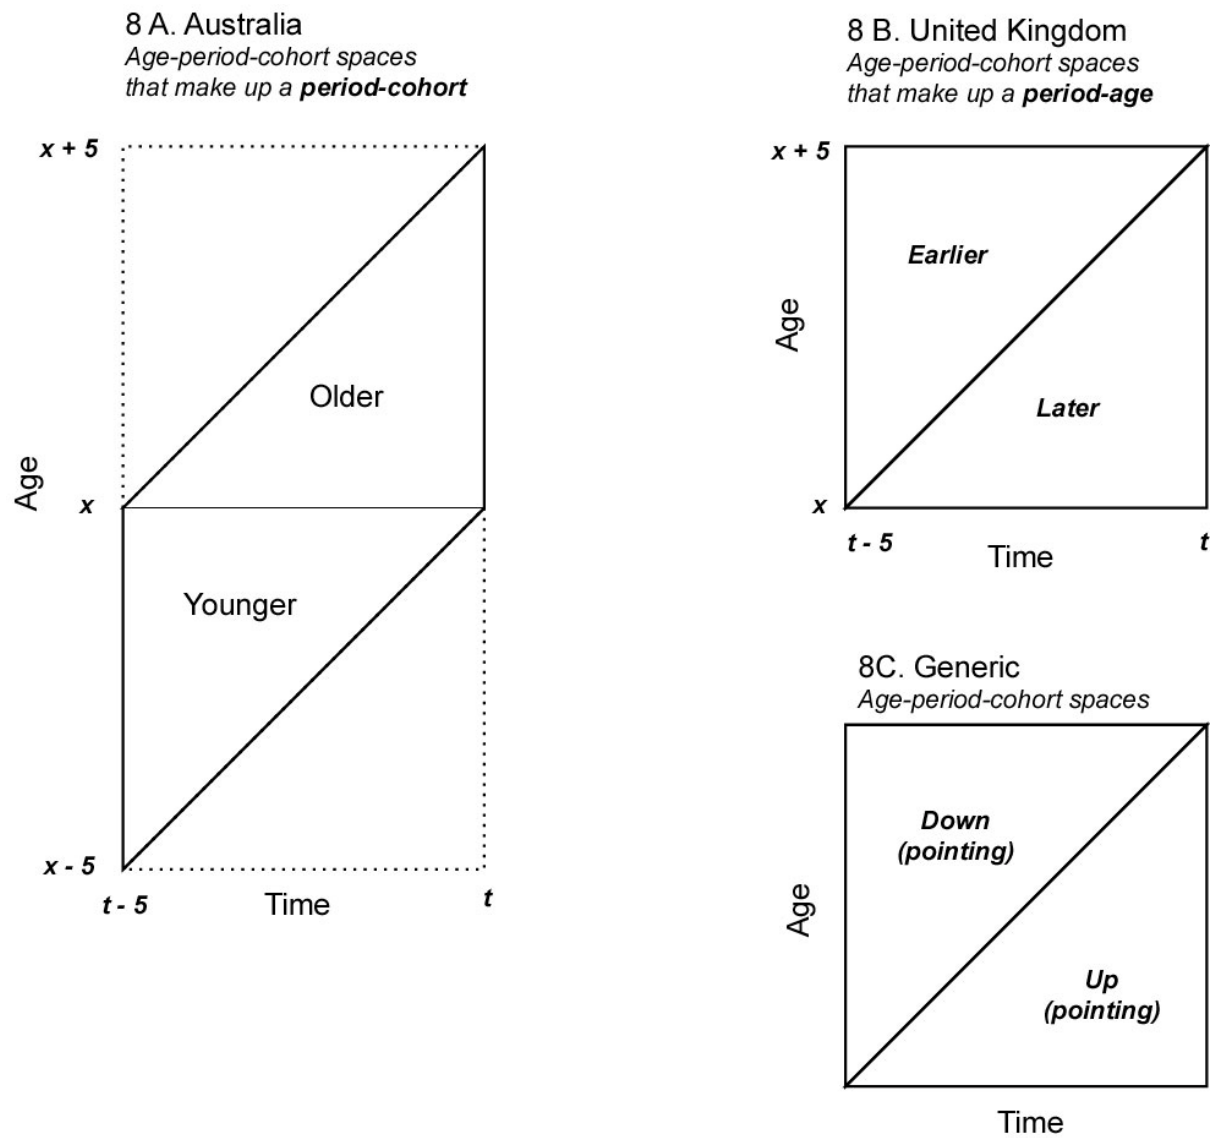 8 A. Australia
Age-period-cohort spaces
that make up a period-cohort
x + 5
Older
Age
x
Younger
x - 5
t - 5
Time
t
8 B. United Kingdom
Age-period-cohort spaces
that make up a period-age
x + 5
Earlier
Age
Later
x
t - 5
Time
t
8C. Generic
Age-period-cohort spaces
Down
(pointing)
Age
Up
(pointing)
Time